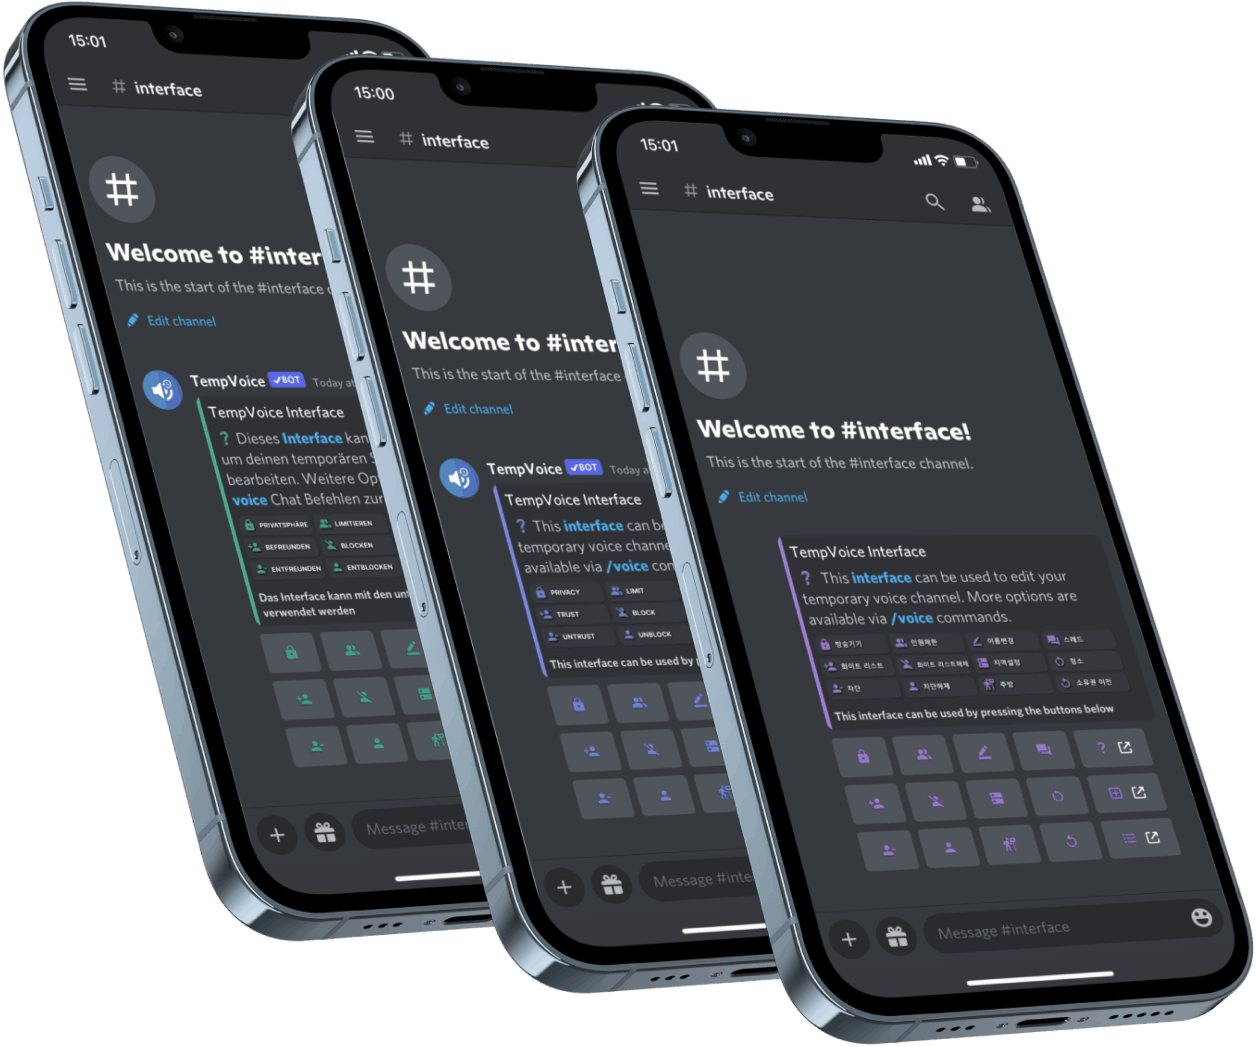 15:01
# interface
#
Welcome to #inter
This is the start of the #interface
Edit channel
TempVoice ✓BOT Today at
TempVoice Interface
? Dieses Interface kan
um deinen temporären S
bearbeiten. Weitere Op
voice Chat Befehlen zur
PRIVATSPHÄRE LIMITIEREN
BEFREUNDEN BLOCKEN
ENTFREUNDEN ENTBLOCKEN
Das Interface kann mit den unt
verwendet werden
Message #inter
15:00
# interface
#
Welcome to #inter
This is the start of the #interface
Edit channel
TempVoice ✓BOT Today a
TempVoice Interface
? This interface can be
temporary voice channe
available via /voice com
PRIVACY LIMIT
TRUST BLOCK
UNTRUST UNBLOCK
This interface can be used by
Message #inte
15:01
# interface
#
Welcome to #interface!
This is the start of the #interface channel.
Edit channel
TempVoice Interface
? This interface can be used to edit your
temporary voice channel. More options are
available via /voice commands.
방숨기기 인원제한 이름변경 스레드
화이트 리스트 화이트 리스트해제 지역설정 청소
차단 차단해제 추방 소유권 이전
This interface can be used by pressing the buttons below
?
Message #interface